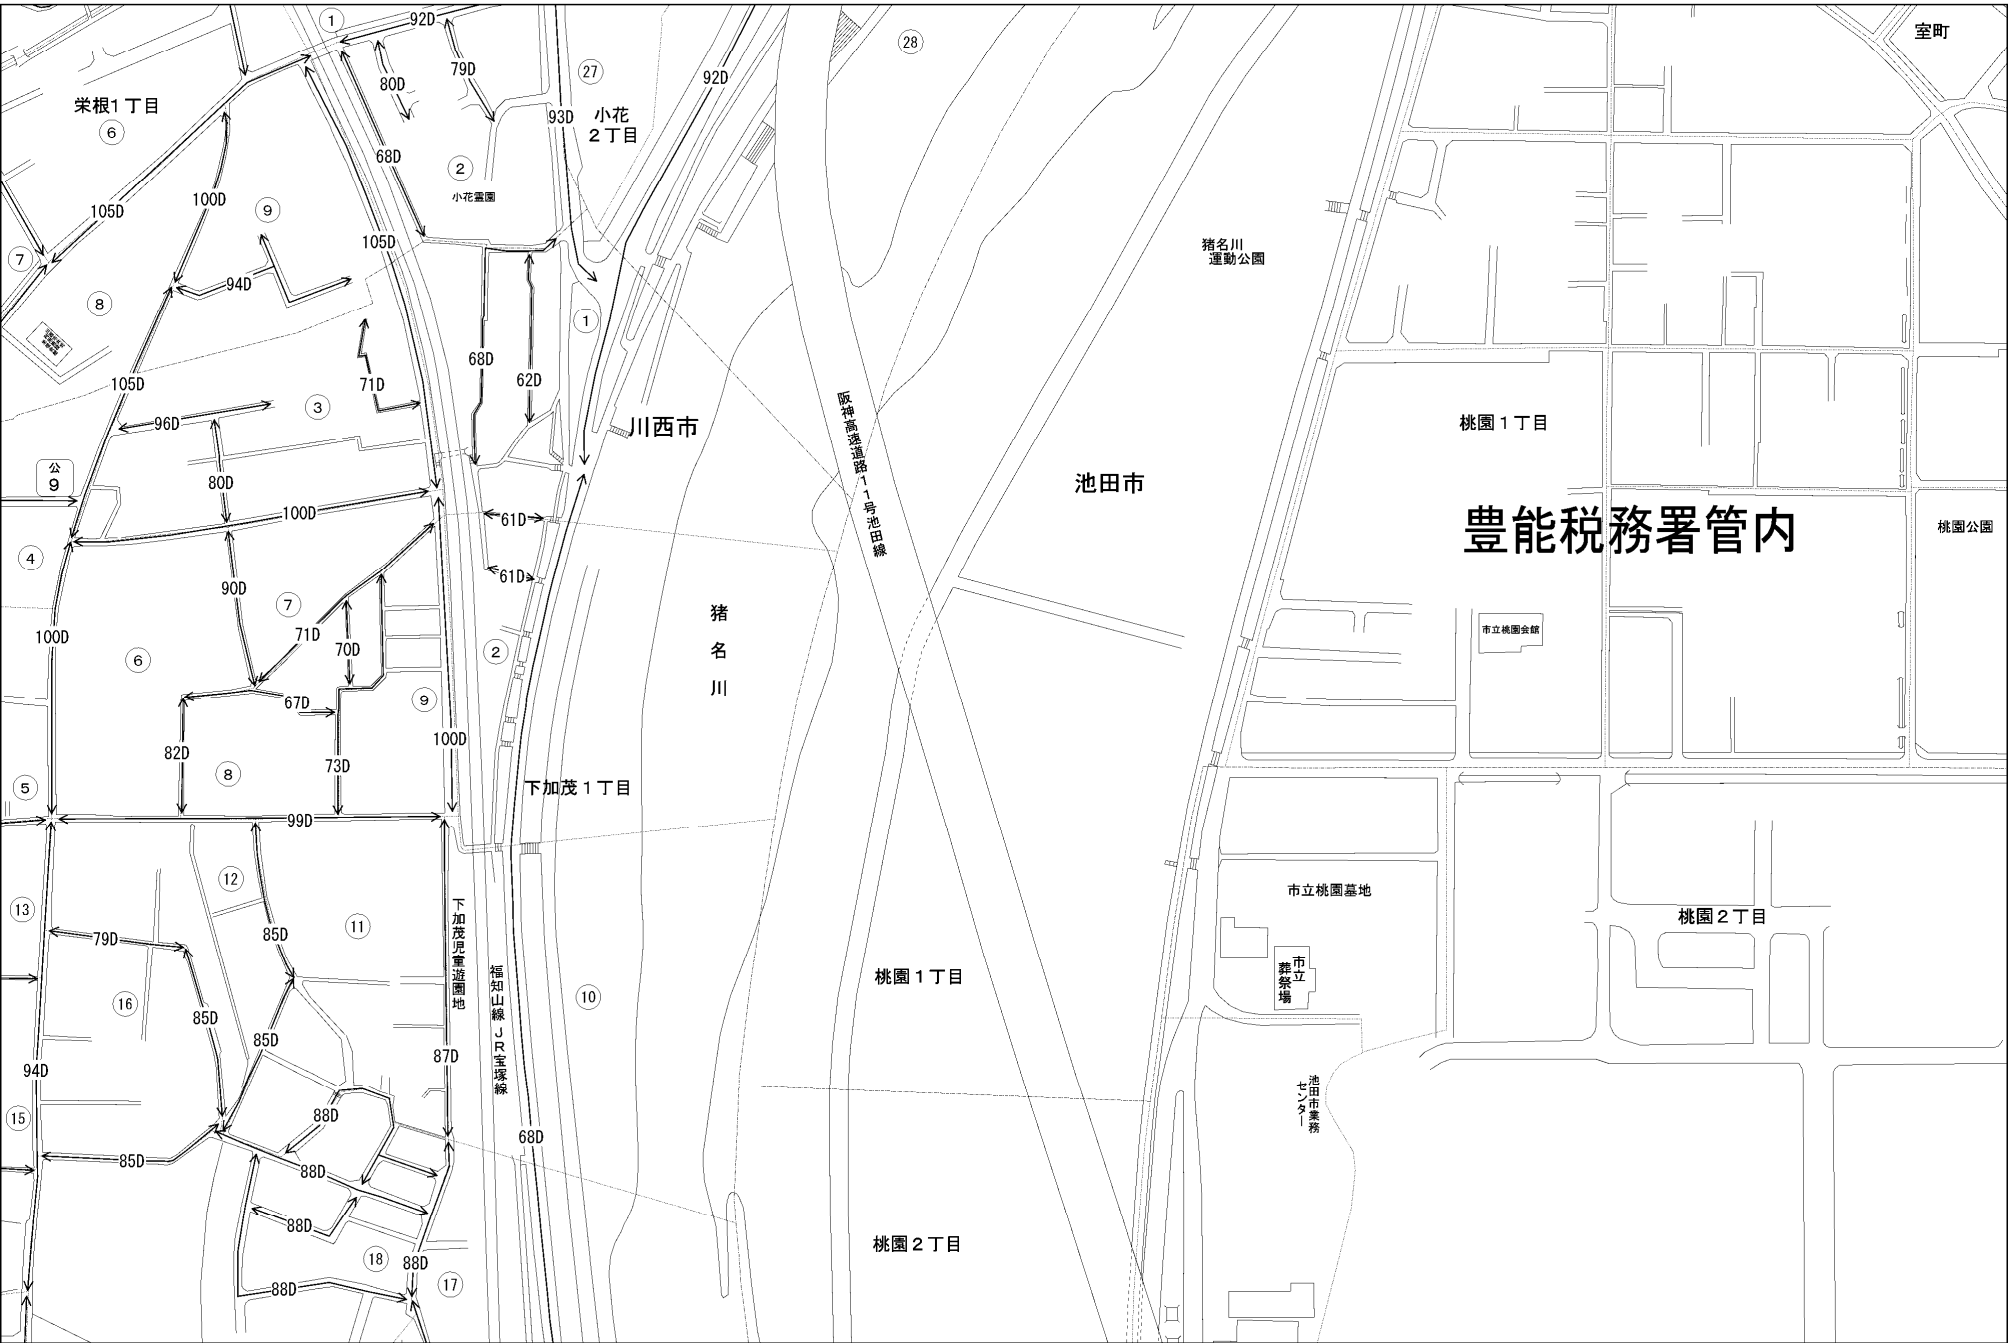 1
92D
28
室町
27
92D
79D
80D
栄根1丁目
6
93D
小花
2丁目
68D
2
小花霊園
100D
105D
9
105D
7
猪名川
運動公園
94D
8
1
68D
62D
105D
71D
96D
3
川西市
阪神高速道路11号池田線
桃園1丁目
公
9
80D
池田市
100D
61D
豊能税務署管内
桃園公園
4
61D
90D
7
猪名川
100D
71D
70D
市立桃園会館
6
2
67D
9
82D
100D
73D
8
5
下加茂1丁目
99D
12
市立桃園墓地
13
11
下加茂児童遊園地
桃園2丁目
79D
85D
市立
葬祭場
福知山線
JR宝塚線
桃園1丁目
10
16
85D
85D
87D
94D
池田市業務
センター
15
88D
68D
85D
88D
88D
桃園2丁目
18
88D
17
88D